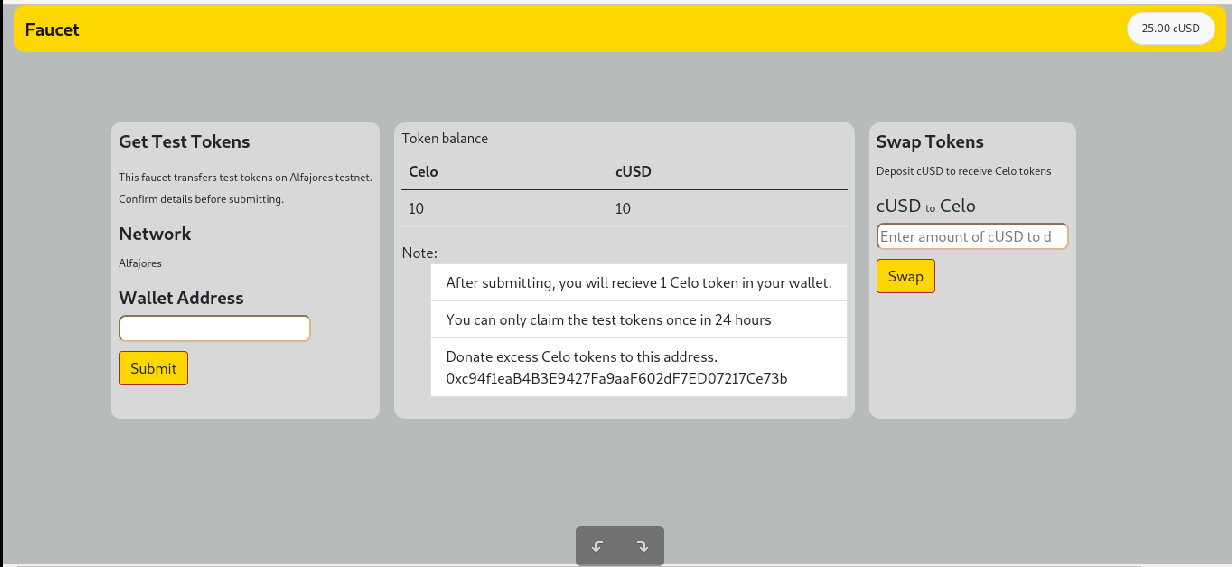 Faucet
25.00 cUSD
Get Test Tokens
This faucet transfers test tokens on Alfajores testnet.
Confirm details before submitting.
Network
Alfajores
Wallet Address
Submit
Token balance
Celo cUSD
10 10
Note:
After submitting, you will recieve 1 Celo token in your wallet.
You can only claim the test tokens once in 24 hours
Donate excess Celo tokens to this address.
0xc94f1eaB4B3E9427Fa9aaF602dF7ED07217Ce73b
Swap Tokens
Deposit cUSD to receive Celo tokens
cUSD to Celo
Enter amount of cUSD to d
Swap